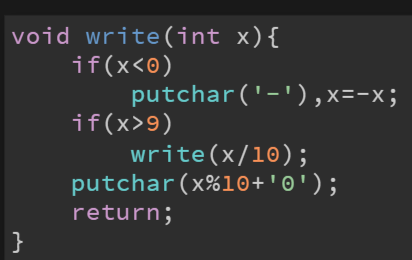 void write(int x){
    if(x<0)
        putchar('-'),x=-x;
    if(x>9)
        write(x/10);
    putchar(x%10+'0');
    return;
}